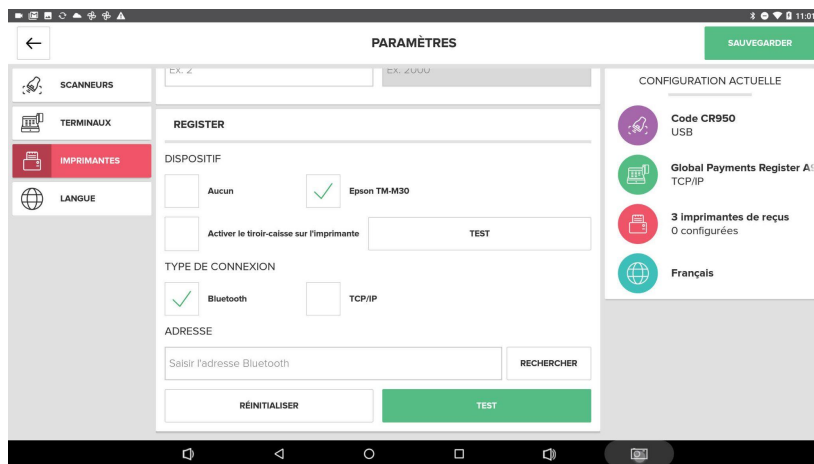 11:01
PARAMÈTRES
SAUVEGARDER
SCANNEURS
TERMINAUX
IMPRIMANTES
LANGUE
Ex. 2
Ex. 2000
REGISTER
DISPOSITIF
Aucun
Epson TM-M30
Activer le tiroir-caisse sur l'imprimante
TEST
TYPE DE CONNEXION
Bluetooth
TCP/IP
ADRESSE
Saisir l'adresse Bluetooth
RECHERCHER
RÉINITIALISER
TEST
CONFIGURATION ACTUELLE
Code CR950
USB
Global Payments Register
TCP/IP
3 imprimantes de reçus
0 configurées
Français